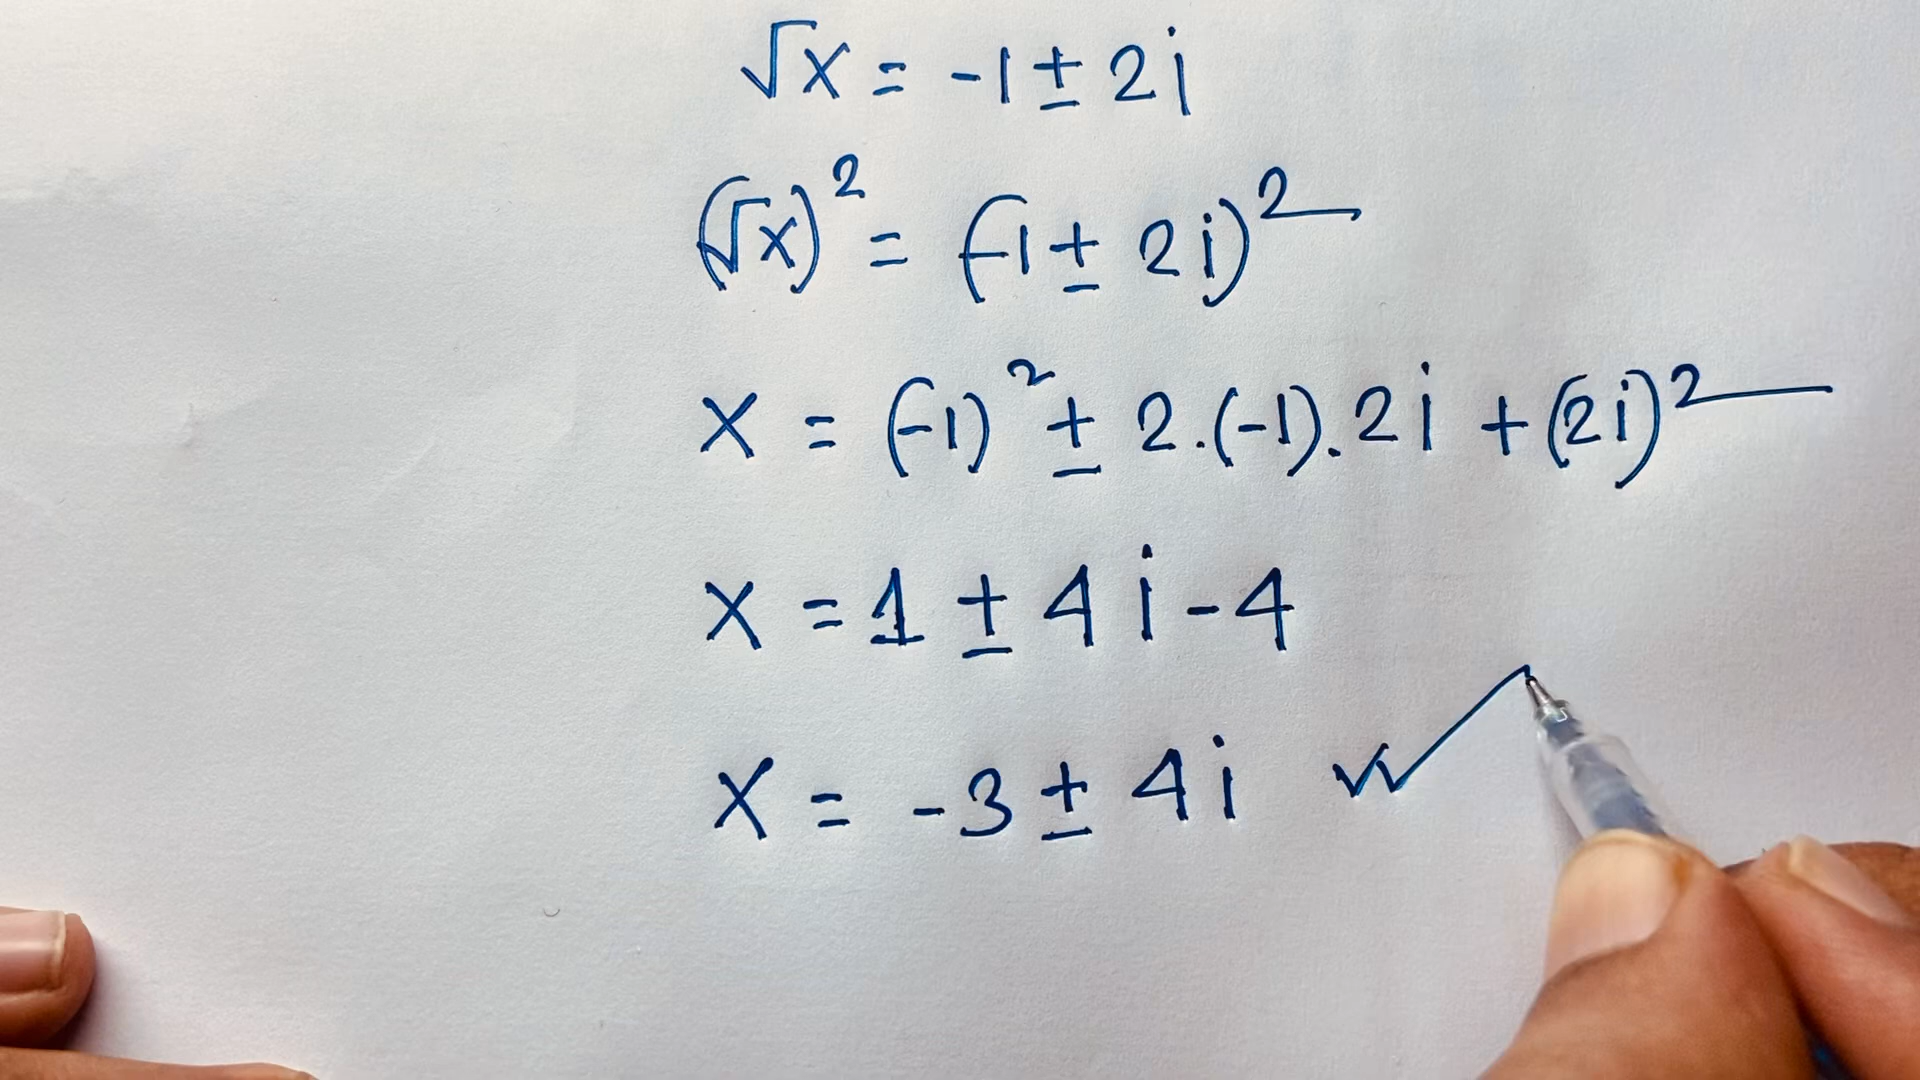 √x = -1 ± 2i
(√x)² = (-1 ± 2i)²
x = (-1)² ± 2.(-1).2i + (2i)²
x = 1 ± 4i - 4
x = -3 ± 4i